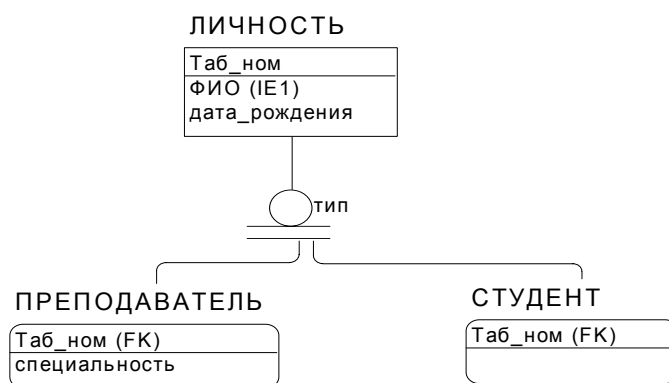 ЛИЧНОСТЬ
Таб_ном
ФИО (IE1)
дата_рождения
тип
ПРЕПОДАВАТЕЛЬ
Таб_ном (FK)
специальность
СТУДЕНТ
Таб_ном (FK)